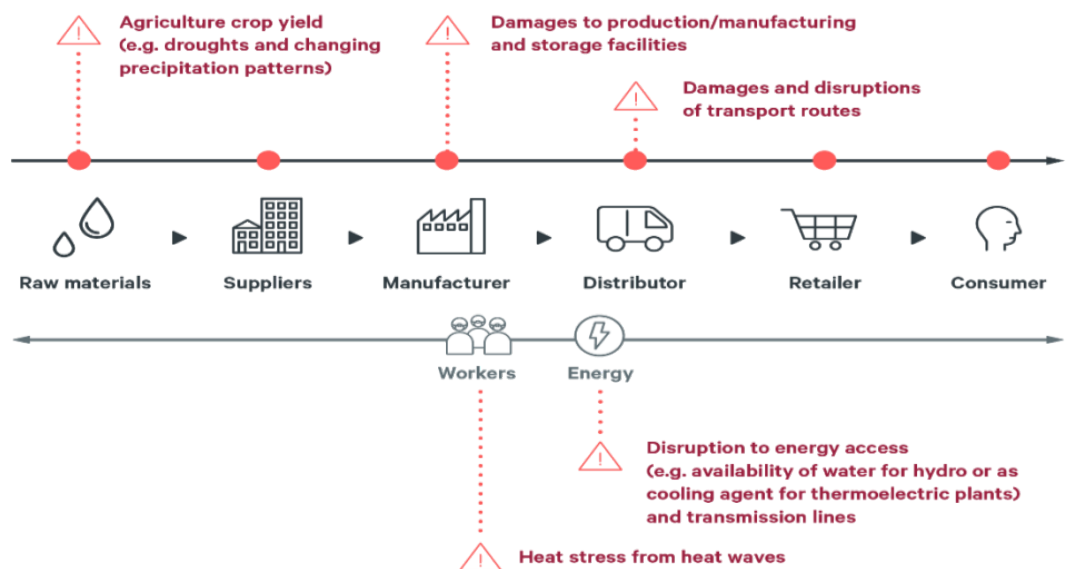 Agriculture crop yield
(e.g. droughts and changing
precipitation patterns)
Damages to production/manufacturing
and storage facilities
Damages and disruptions
of transport routes
Raw materials
Suppliers
Manufacturer
Distributor
Retailer
Consumer
Workers
Energy
Disruption to energy access
(e.g. availability of water for hydro or as
cooling agent for thermoelectric plants)
and transmission lines
Heat stress from heat waves